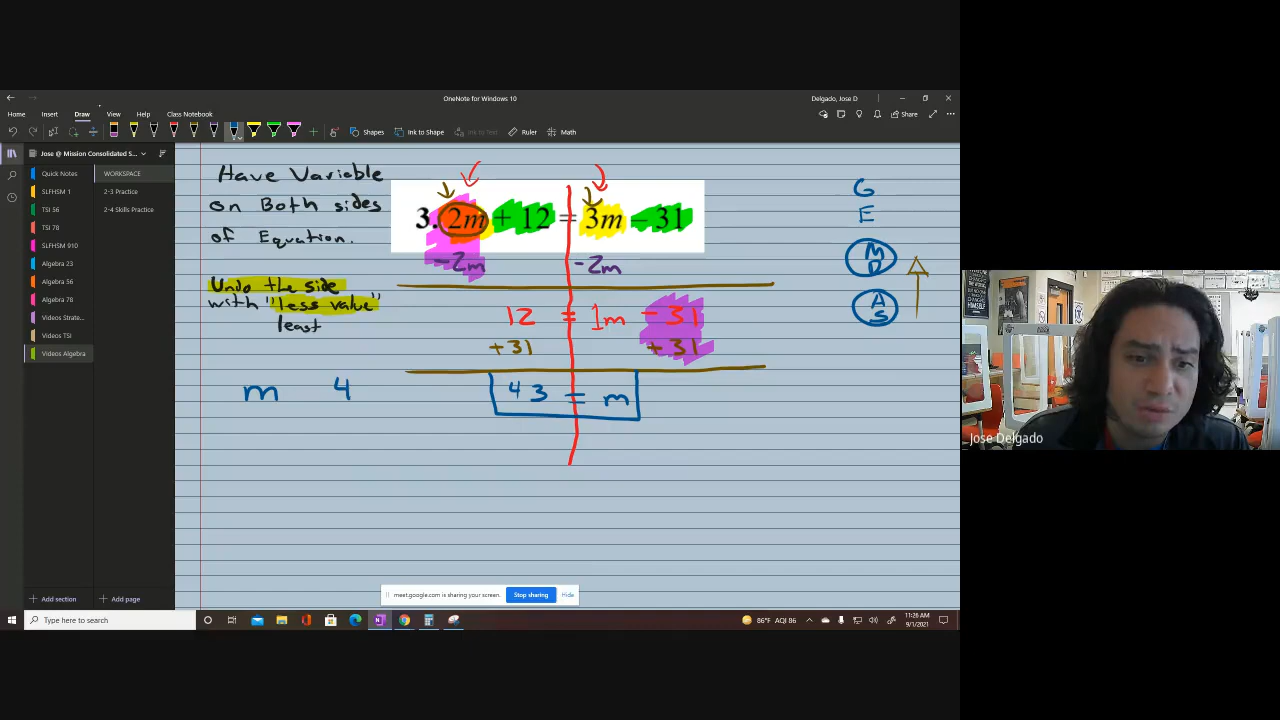 OneNote for Windows 10
Delgado, Jose D
Home Insert Draw View Help Class Notebook
Share
Shapes Ink to Shape Ink to Text Ruler Math
Jose @ Mission Consolidated S...
Quick Notes
SLFHSM 1
TSI 56
TSI 78
SLFHSM 910
Algebra 23
Algebra 56
Algebra 78
Videos Strate...
Videos TSI
Videos Algebra
WORKSPACE
2-3 Practice
2-4 Skills Practice
Have Variable
on Both sides
of Equation.
Undo the side
with "less value"
least
m 4
3. 2m + 12 = 3m - 31
-2m -2m
12 = 1m - 31
+31 + 31
43 = m
G
E
M
D
A
S
Jose Delgado
Add section
Add page
meet.google.com is sharing your screen.
Stop sharing
Hide
Type here to search
86°F AQI 86
11:26 AM
9/1/2021